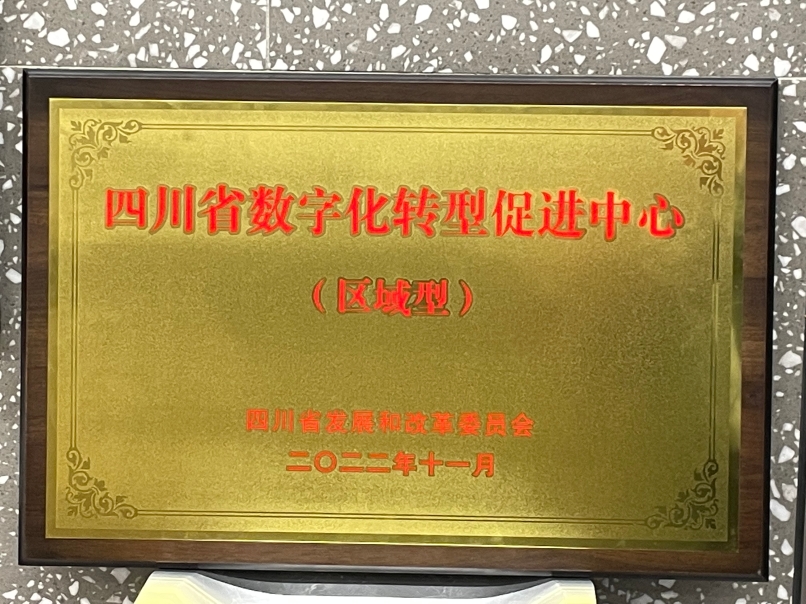 四川省数字化转型促进中心
（区域型）
四川省发展和改革委员会
二〇二二年十一月